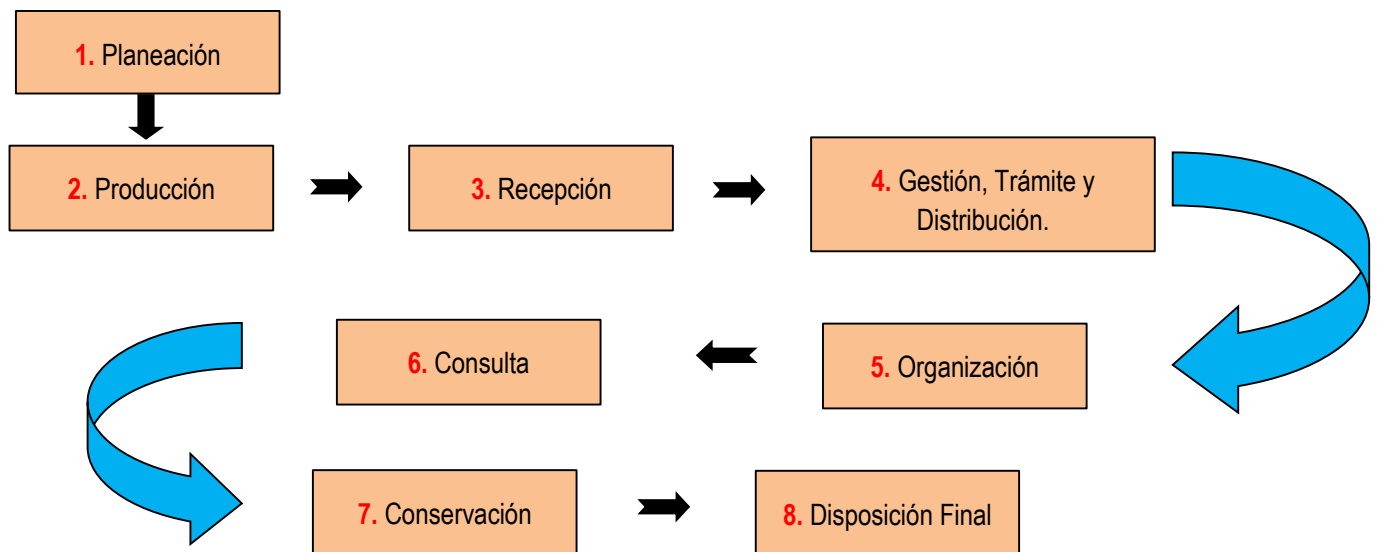 1. Planeación
2. Producción
3. Recepción
4. Gestión, Trámite y
Distribución.
5. Organización
6. Consulta
7. Conservación
8. Disposición Final